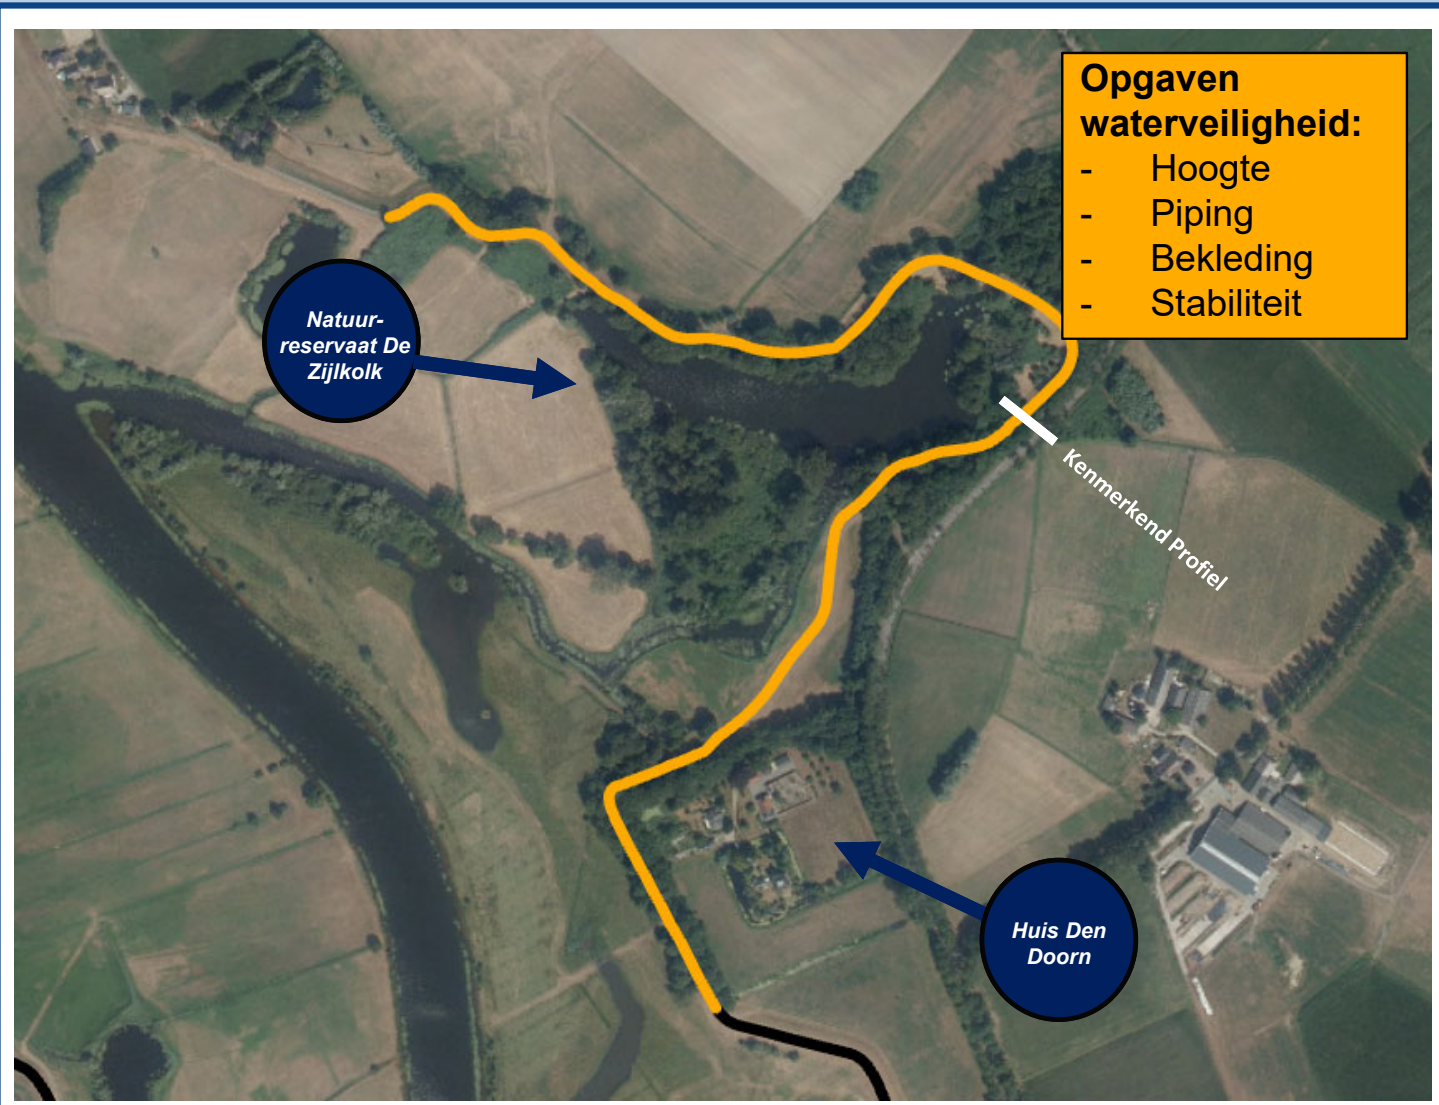 Opgaven
waterveiligheid:
- Hoogte
- Piping
- Bekleding
- Stabiliteit
Natuur-
reservaat De
Zijlkolk
Kenmerkend Profiel
Huis Den
Doorn